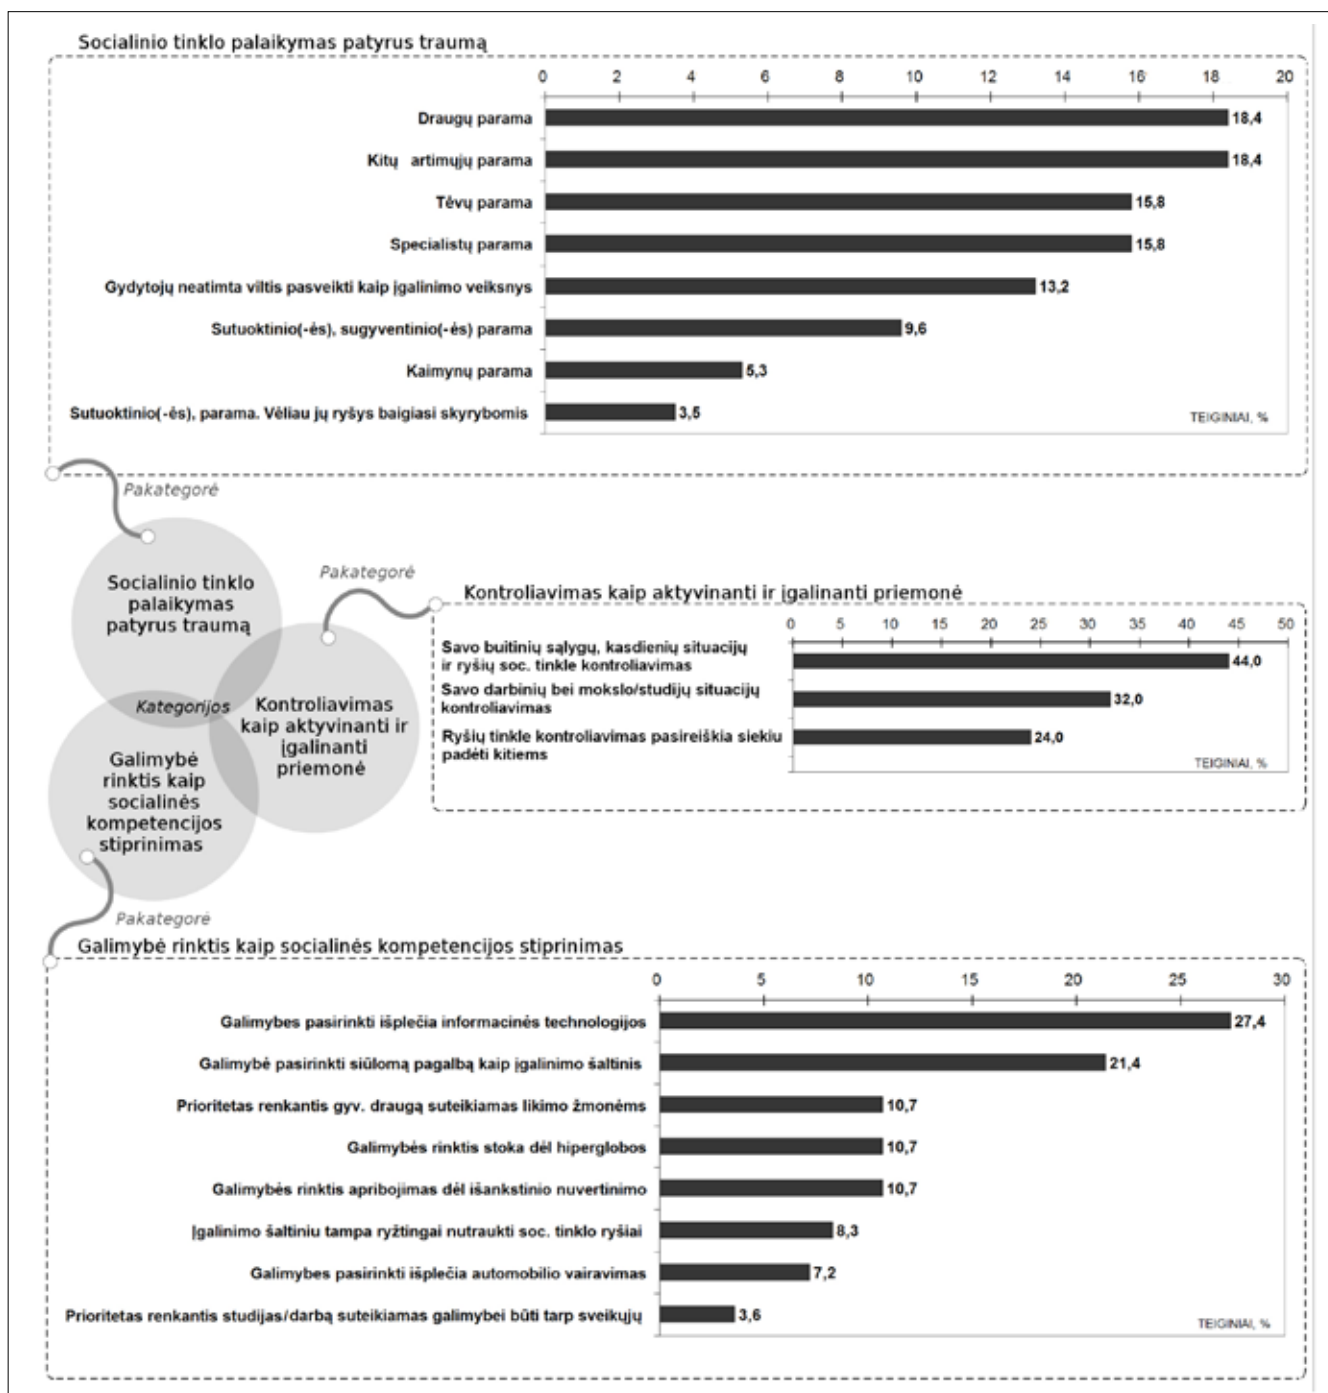 Socialinio tinklo palaikymas patyrus traumą
0 2 4 6 8 10 12 14 16 18 20
Draugų parama 18,4
Kitų artimųjų parama 18,4
Tėvų parama 15,8
Specialistų parama 15,8
Gydytojų neatimta viltis pasveikti kaip įgalinimo veiksnys 13,2
Sutuoktinio(-ės), sugyventinio(-ės) parama 9,6
Kaimynų parama 5,3
Sutuoktinio(-ės), parama. Vėliau jų ryšys baigiasi skyrybomis 3,5
TEIGINIAI, %
Pakategorė
Socialinio tinklo
palaikymas
patyrus traumą
Pakategorė
Kategorijos
Kontroliavimas
kaip aktyvinanti ir
įgalinanti
priemonė
Galimybė
rinktis kaip
socialinės
kompetencijos
stiprinimas
Pakategorė
Kontroliavimas kaip aktyvinanti ir įgalinanti priemonė
0 5 10 15 20 25 30 35 40 45 50
Savo buitinių sąlygų, kasdienių situacijų
ir ryšių soc. tinkle kontroliavimas 44,0
Savo darbinių bei mokslo/studijų situacijų
kontroliavimas 32,0
Ryšių tinkle kontroliavimas pasireiškia siekiu
padėti kitiems 24,0
TEIGINIAI, %
Galimybė rinktis kaip socialinės kompetencijos stiprinimas
0 5 10 15 20 25 30
Galimybes pasirinkti išplečia informacinės technologijos 27,4
Galimybė pasirinkti siūlomą pagalbą kaip įgalinimo šaltinis 21,4
Prioritetas renkantis gyv. draugą suteikiamas likimo žmonėms 10,7
Galimybės rinktis stoka dėl hiperglobos 10,7
Galimybės rinktis apribojimas dėl išankstinio nuvertinimo 10,7
Įgalinimo šaltiniu tampa ryžtingai nutraukti soc. tinklo ryšiai 8,3
Galimybes pasirinkti išplečia automobilio vairavimas 7,2
Prioritetas renkantis studijas/darbą suteikiamas galimybei būti tarp sveikųjų 3,6
TEIGINIAI, %